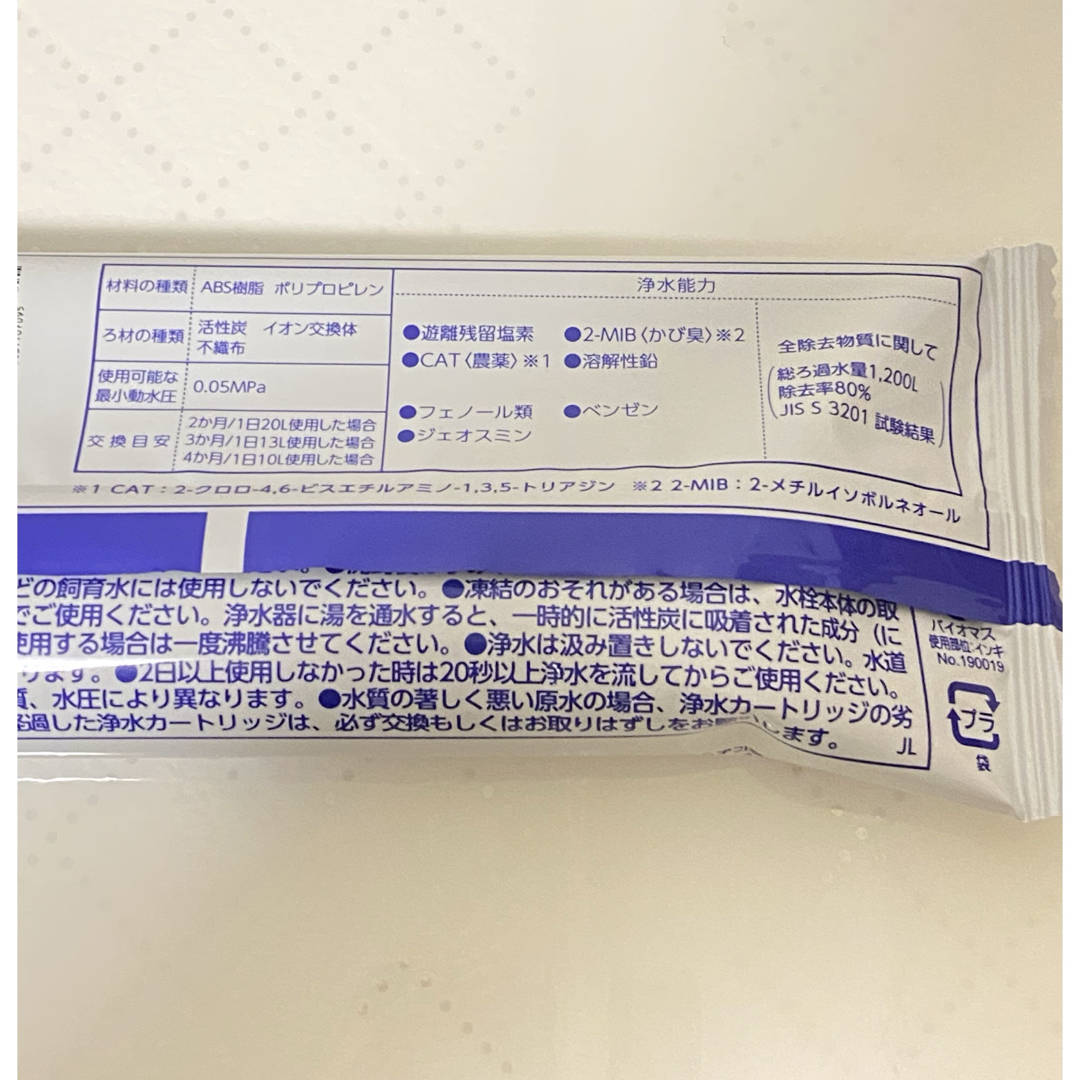 材料の種類 ABS樹脂 ポリプロピレン
ろ材の種類 活性炭 イオン交換体
不織布
使用可能な
最小動水圧 0.05MPa
交換目安
2か月/1日20L使用した場合
3か月/1日13L使用した場合
4か月/1日10L使用した場合
浄水能力
●遊離残留塩素 ●2-MIB〈かび臭〉※2
●CAT〈農薬〉※1 ●溶解性鉛
●フェノール類 ●ベンゼン
●ジェオスミン
全除去物質に関して
(総ろ過水量1,200L
除去率80%
JIS S 3201 試験結果)
※1 CAT：2-クロロ-4,6-ビスエチルアミノ-1,3,5-トリアジン ※2 2-MIB：2-メチルイソボルネオール
どの飼育水には使用しないでください。●凍結のおそれがある場合は、水栓本体の取
でご使用ください。浄水器に湯を通水すると、一時的に活性炭に吸着された成分（に
使用する場合は一度沸騰させてください。●浄水は汲み置きしないでください。水道
ります。●2日以上使用しなかった時は20秒以上浄水を流してからご使用ください。
質、水圧により異なります。●水質の著しく悪い原水の場合、浄水カートリッジの劣
経過した浄水カートリッジは、必ず交換もしくはお取りはずしをお願いします。
JL
バイオマス
使用部位:インキ
No.190019
プラ
袋